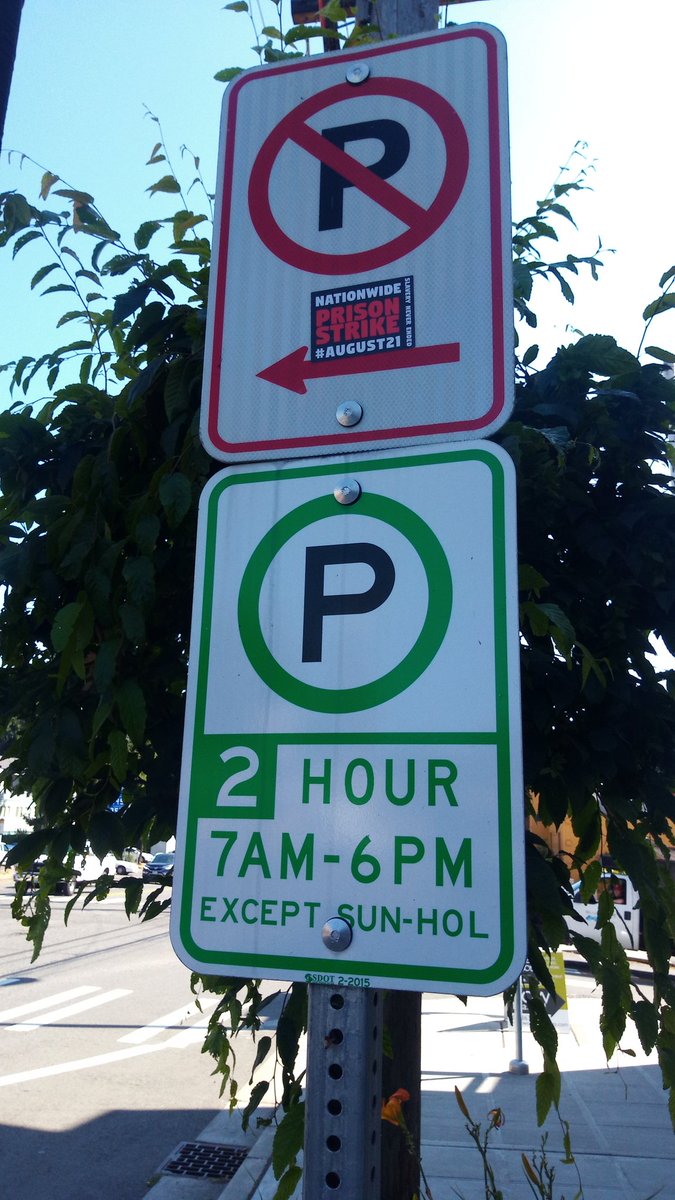 P
NATIONWIDE
PRISON
STRIKE
#AUGUST21
SLAVERY NEVER ENDED
P
2 HOUR
7AM-6PM
EXCEPT SUN-HOL
SDOT 2-2015